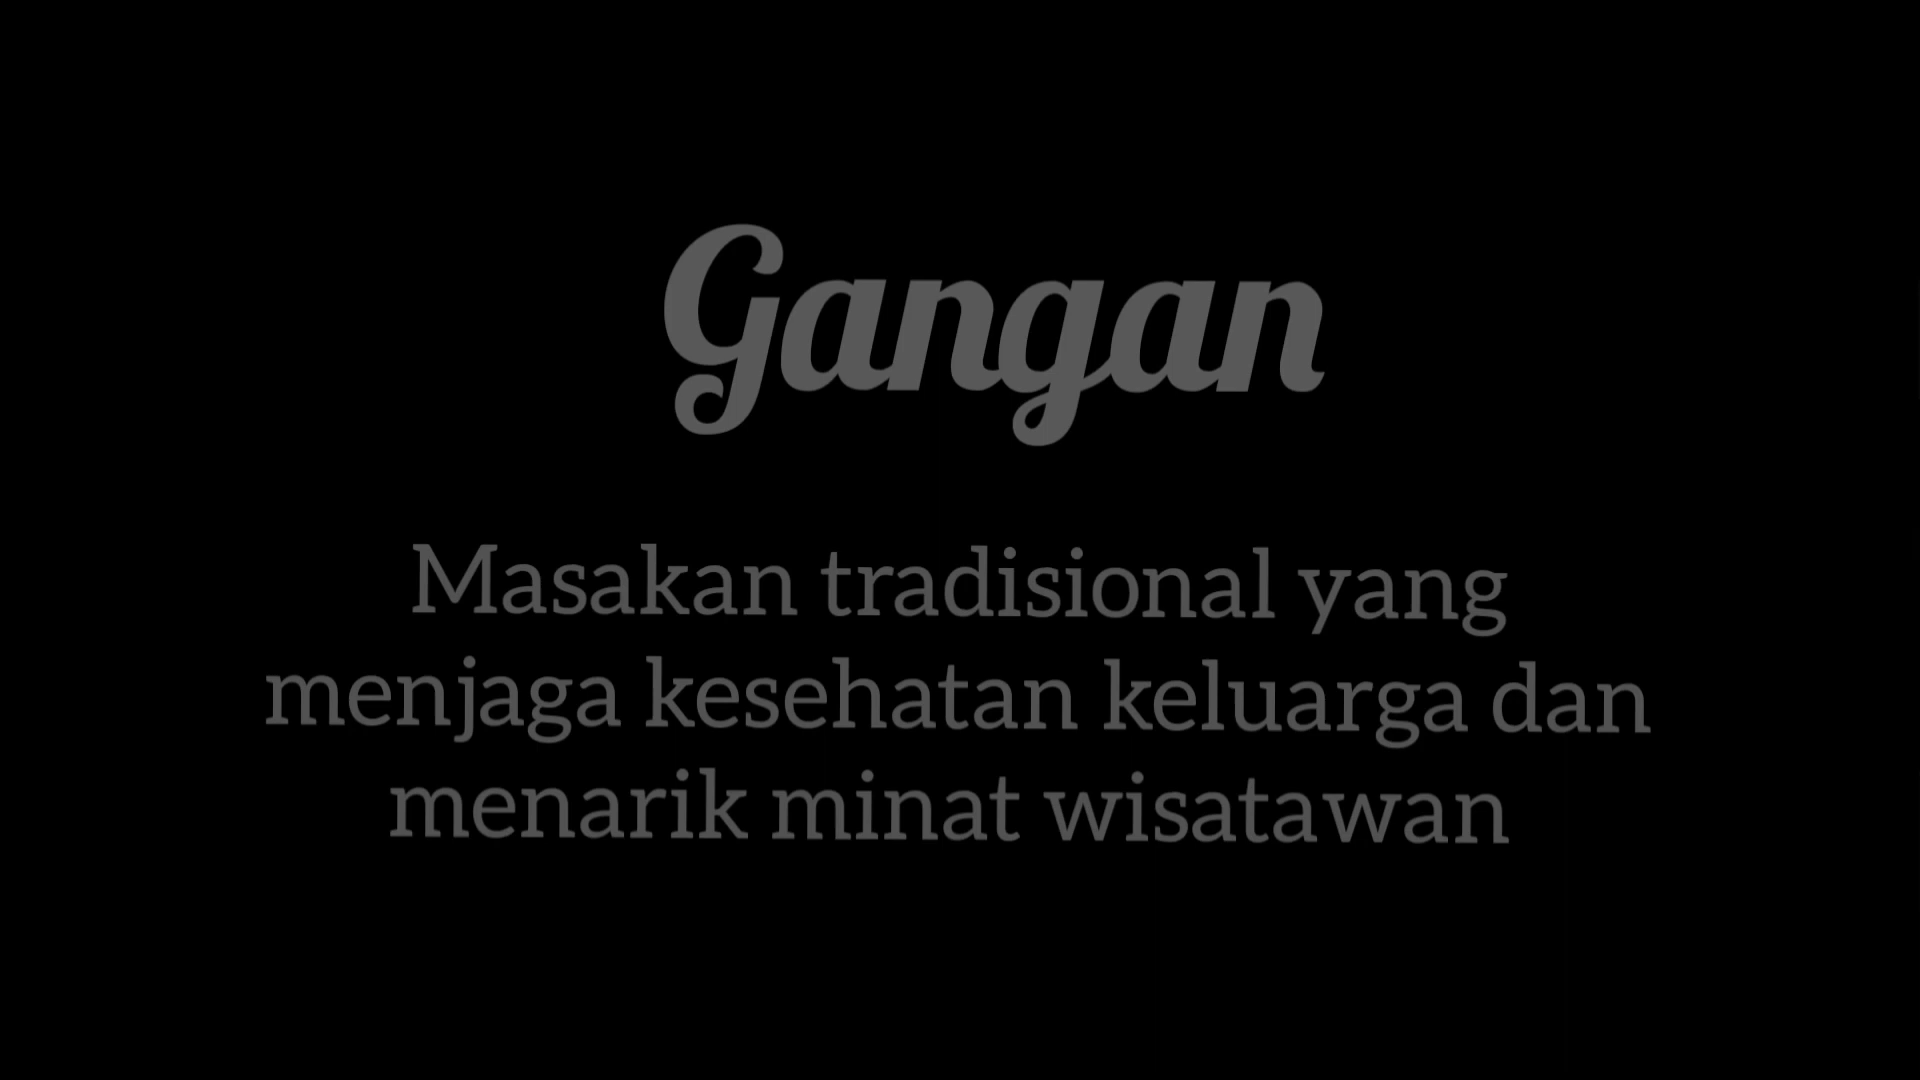 Gangan
Masakan tradisional yang
menjaga kesehatan keluarga dan
menarik minat wisatawan